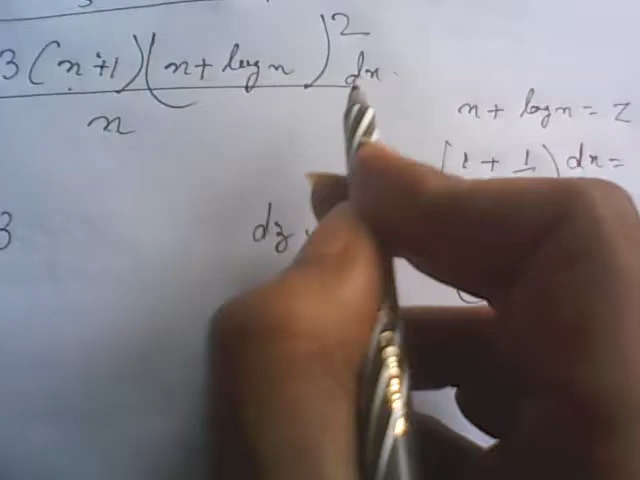 3(x+1)(x+log x)^2 dx
x
x + log x = z
(1 + 1) dx =
3
dz